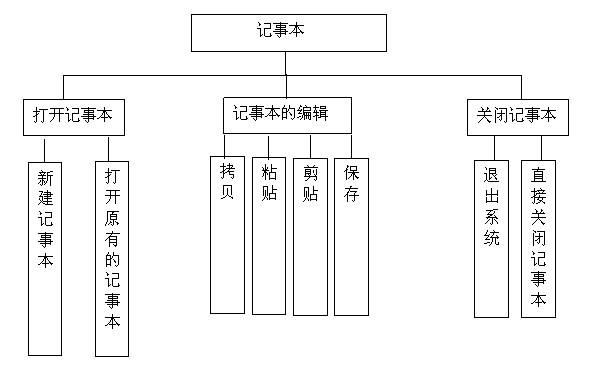 记事本
打开记事本
记事本的编辑
关闭记事本
新建记事本
打开原有的记事本
拷贝
粘贴
剪贴
保存
退出系统
直接关闭记事本